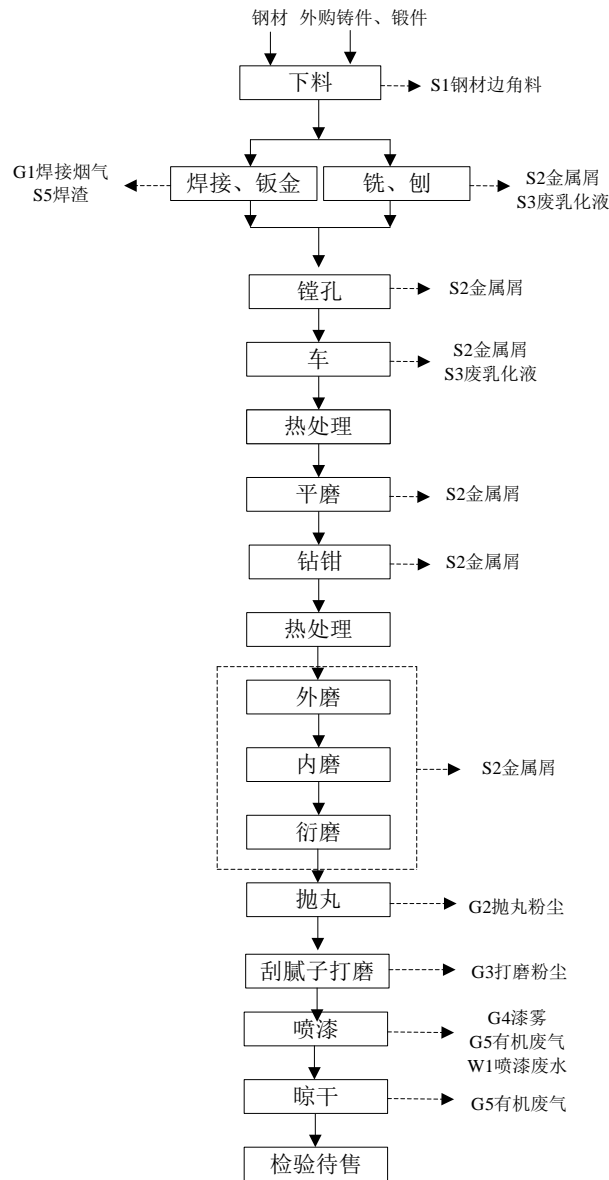 钢材 外购铸件、锻件
下料
S1钢材边角料
G1焊接烟气
S5焊渣
焊接、钣金
铣、刨
S2金属屑
S3废乳化液
镗孔
S2金属屑
车
S2金属屑
S3废乳化液
热处理
平磨
S2金属屑
钻钳
S2金属屑
热处理
外磨
内磨
S2金属屑
衍磨
抛丸
G2抛丸粉尘
刮腻子打磨
G3打磨粉尘
喷漆
G4漆雾
G5有机废气
W1喷漆废水
晾干
G5有机废气
检验待售